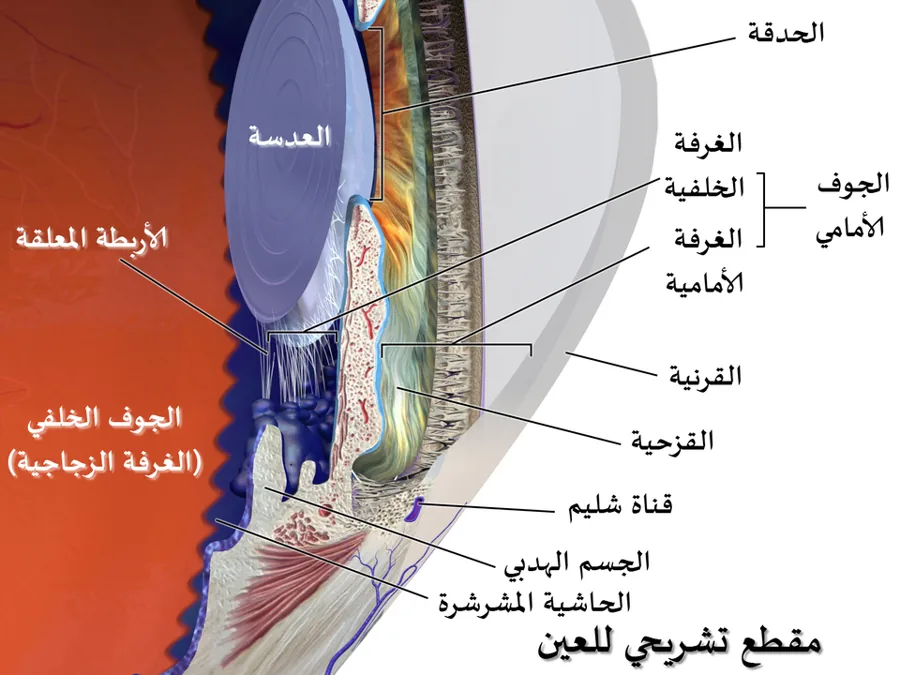 الحدقة
العدسة
الغرفة
الخلفية
الغرفة
الأمامية
الجوف
الأمامي
الأربطة المعلقة
القرنية
الجوف الخلفي
(الغرفة الزجاجية)
القزحية
قناة شليم
الجسم الهدبي
الحاشية المشرشرة
مقطع تشريحي للعين